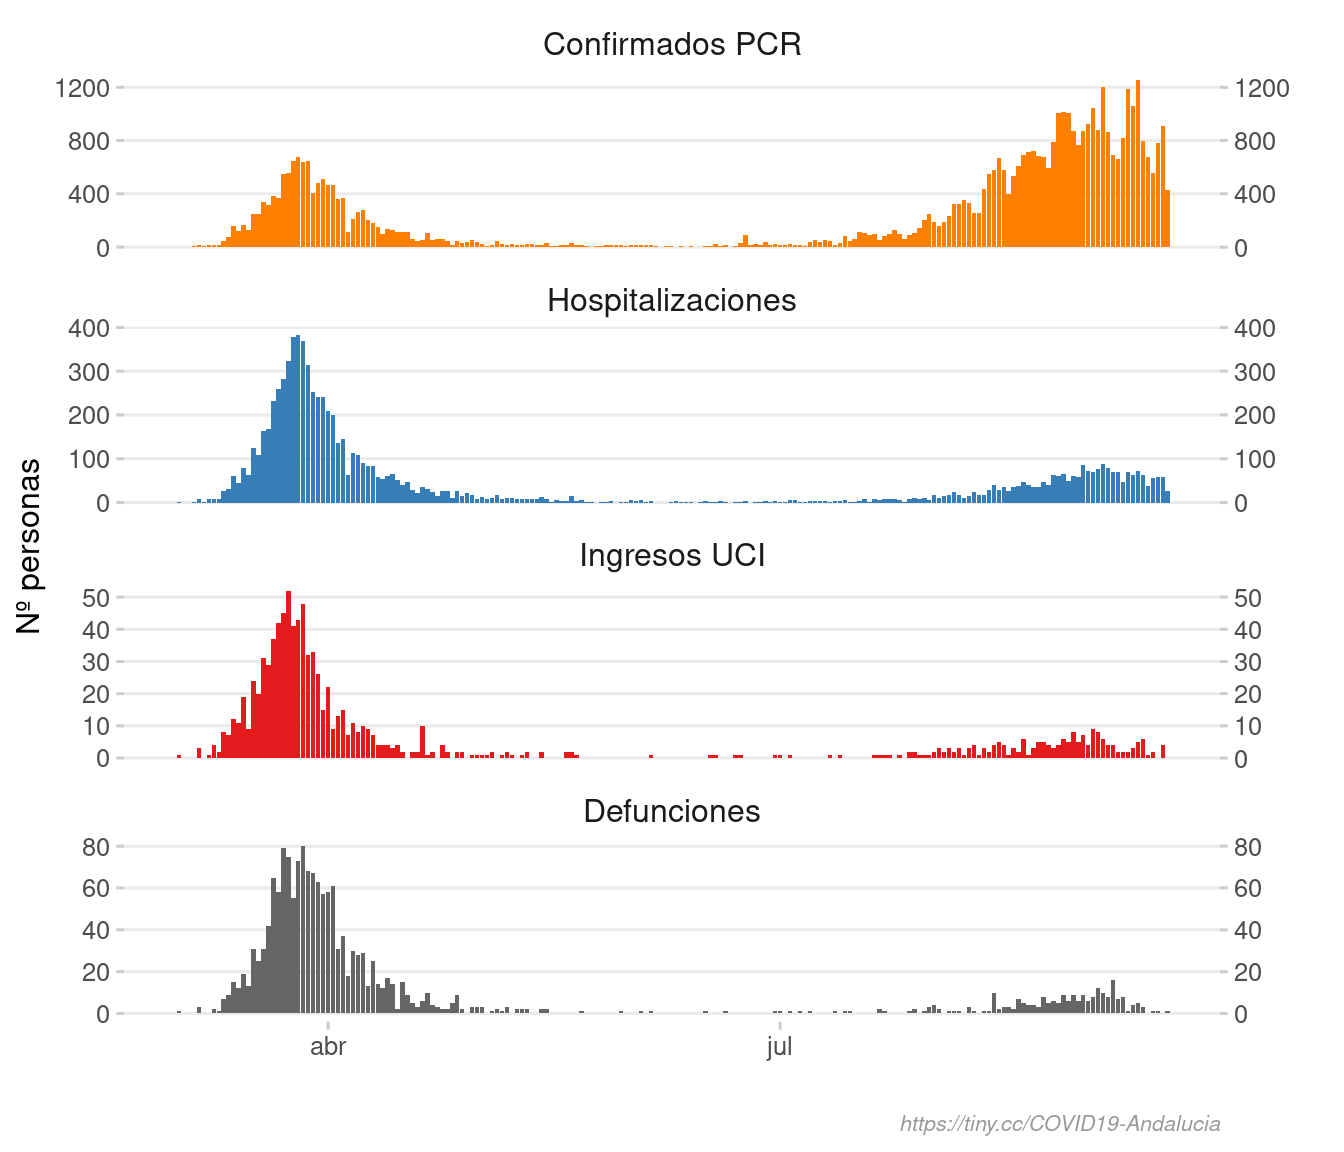 Confirmados PCR
1200 1200
800 800
400 400
0 0
Hospitalizaciones
400 400
300 300
200 200
100 100
0 0
Nº personas
Ingresos UCI
50 50
40 40
30 30
20 20
10 10
0 0
Defunciones
80 80
60 60
40 40
20 20
0 0
abr jul
https://tiny.cc/COVID19-Andalucia